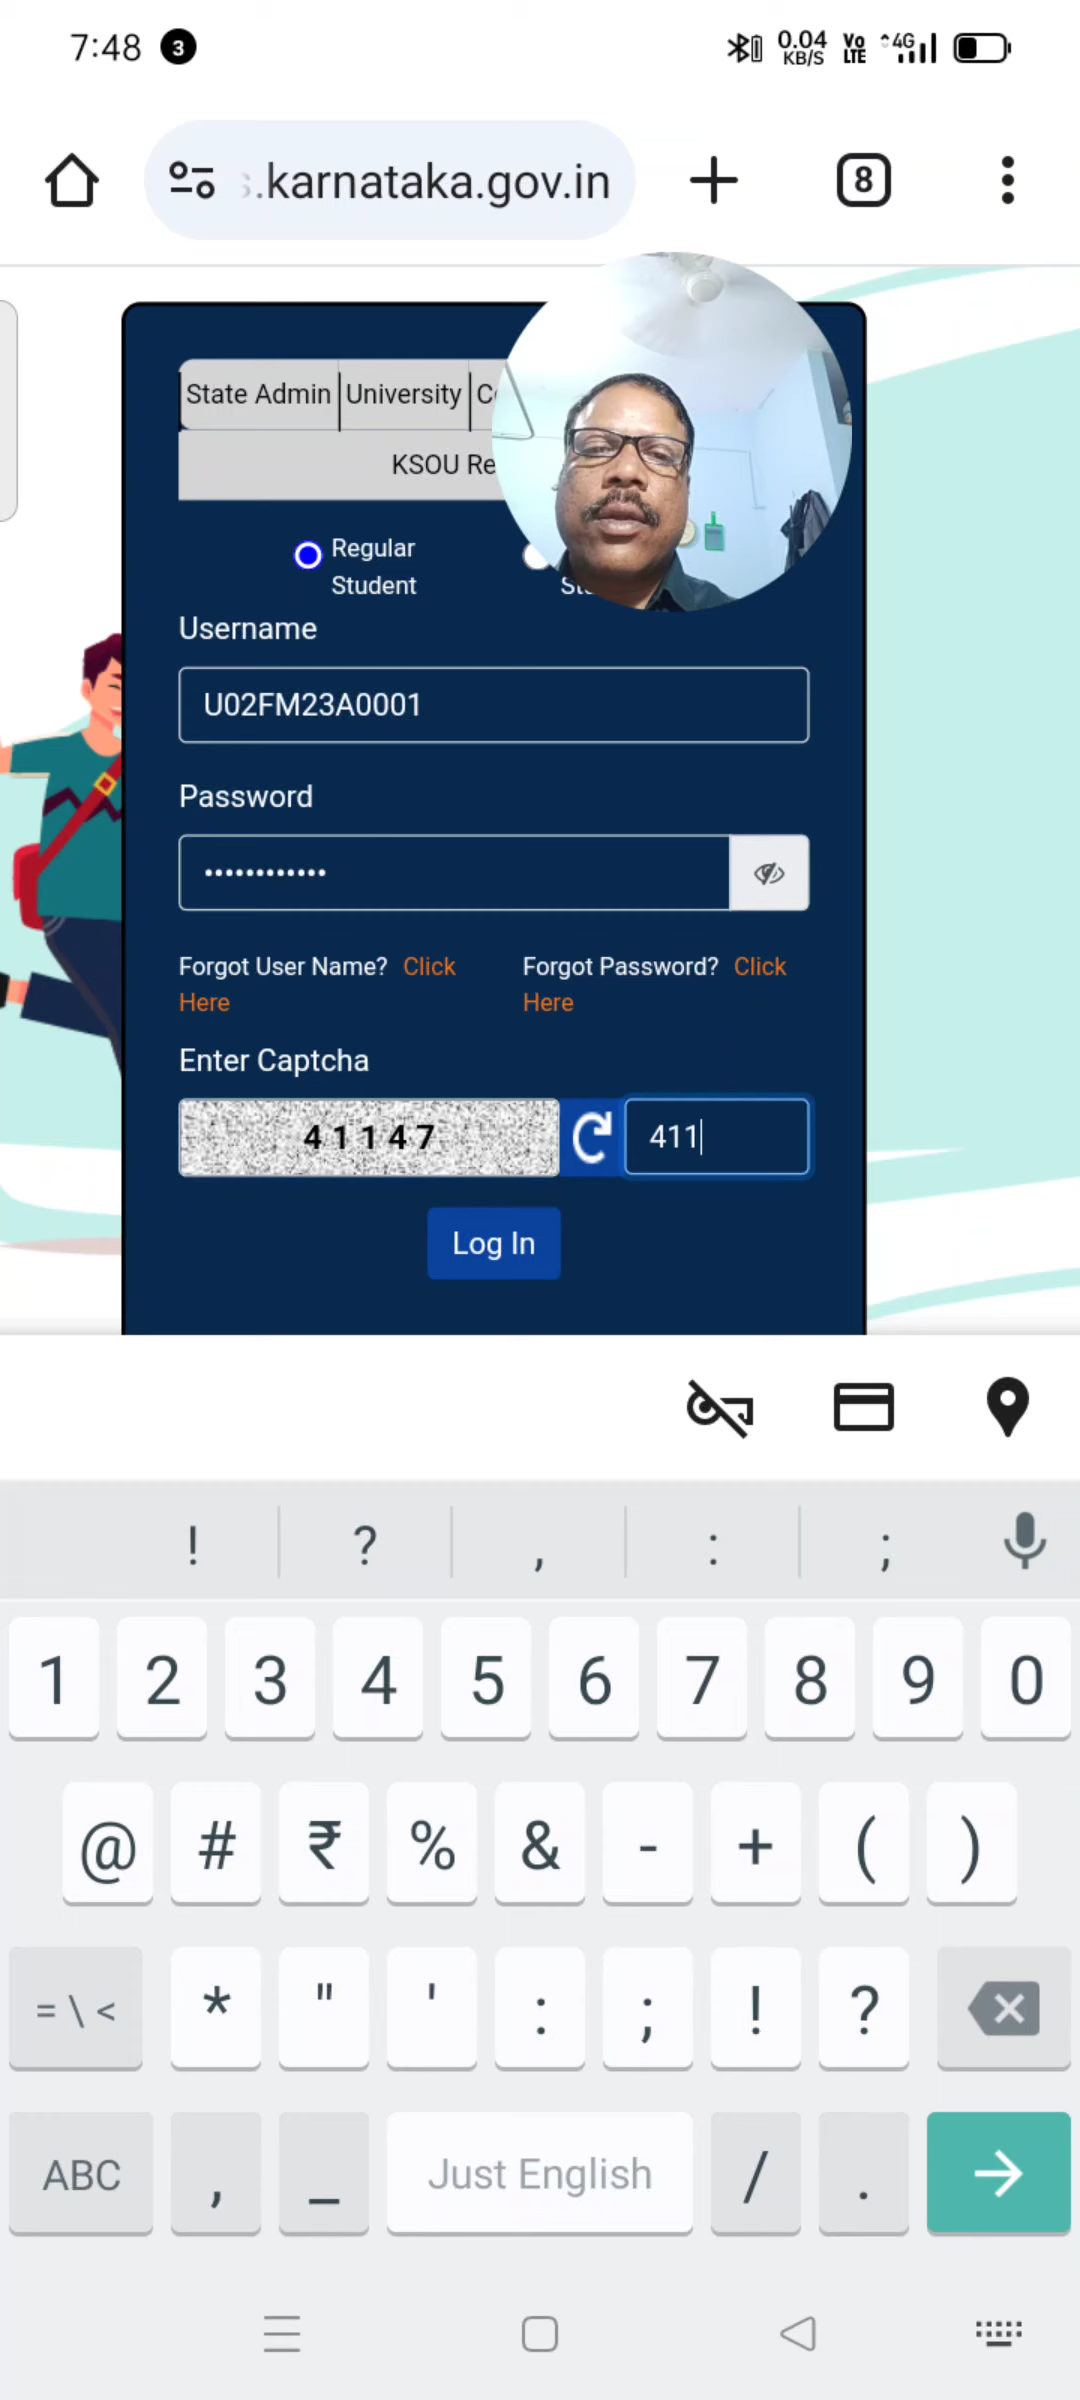 7:48 3 0.04 KB/S Vo LTE 4G
.karnataka.gov.in 8
State Admin University
KSOU Re
Regular
Student
Username
U02FM23A0001
Password
••••••••••••
Forgot User Name? Click Here
Forgot Password? Click Here
Enter Captcha
41147 411
Log In
! ? , : ;
1 2 3 4 5 6 7 8 9 0
@ # ₹ % & - + ( )
= \ < * " ' : ; ! ?
ABC , _ Just English / .